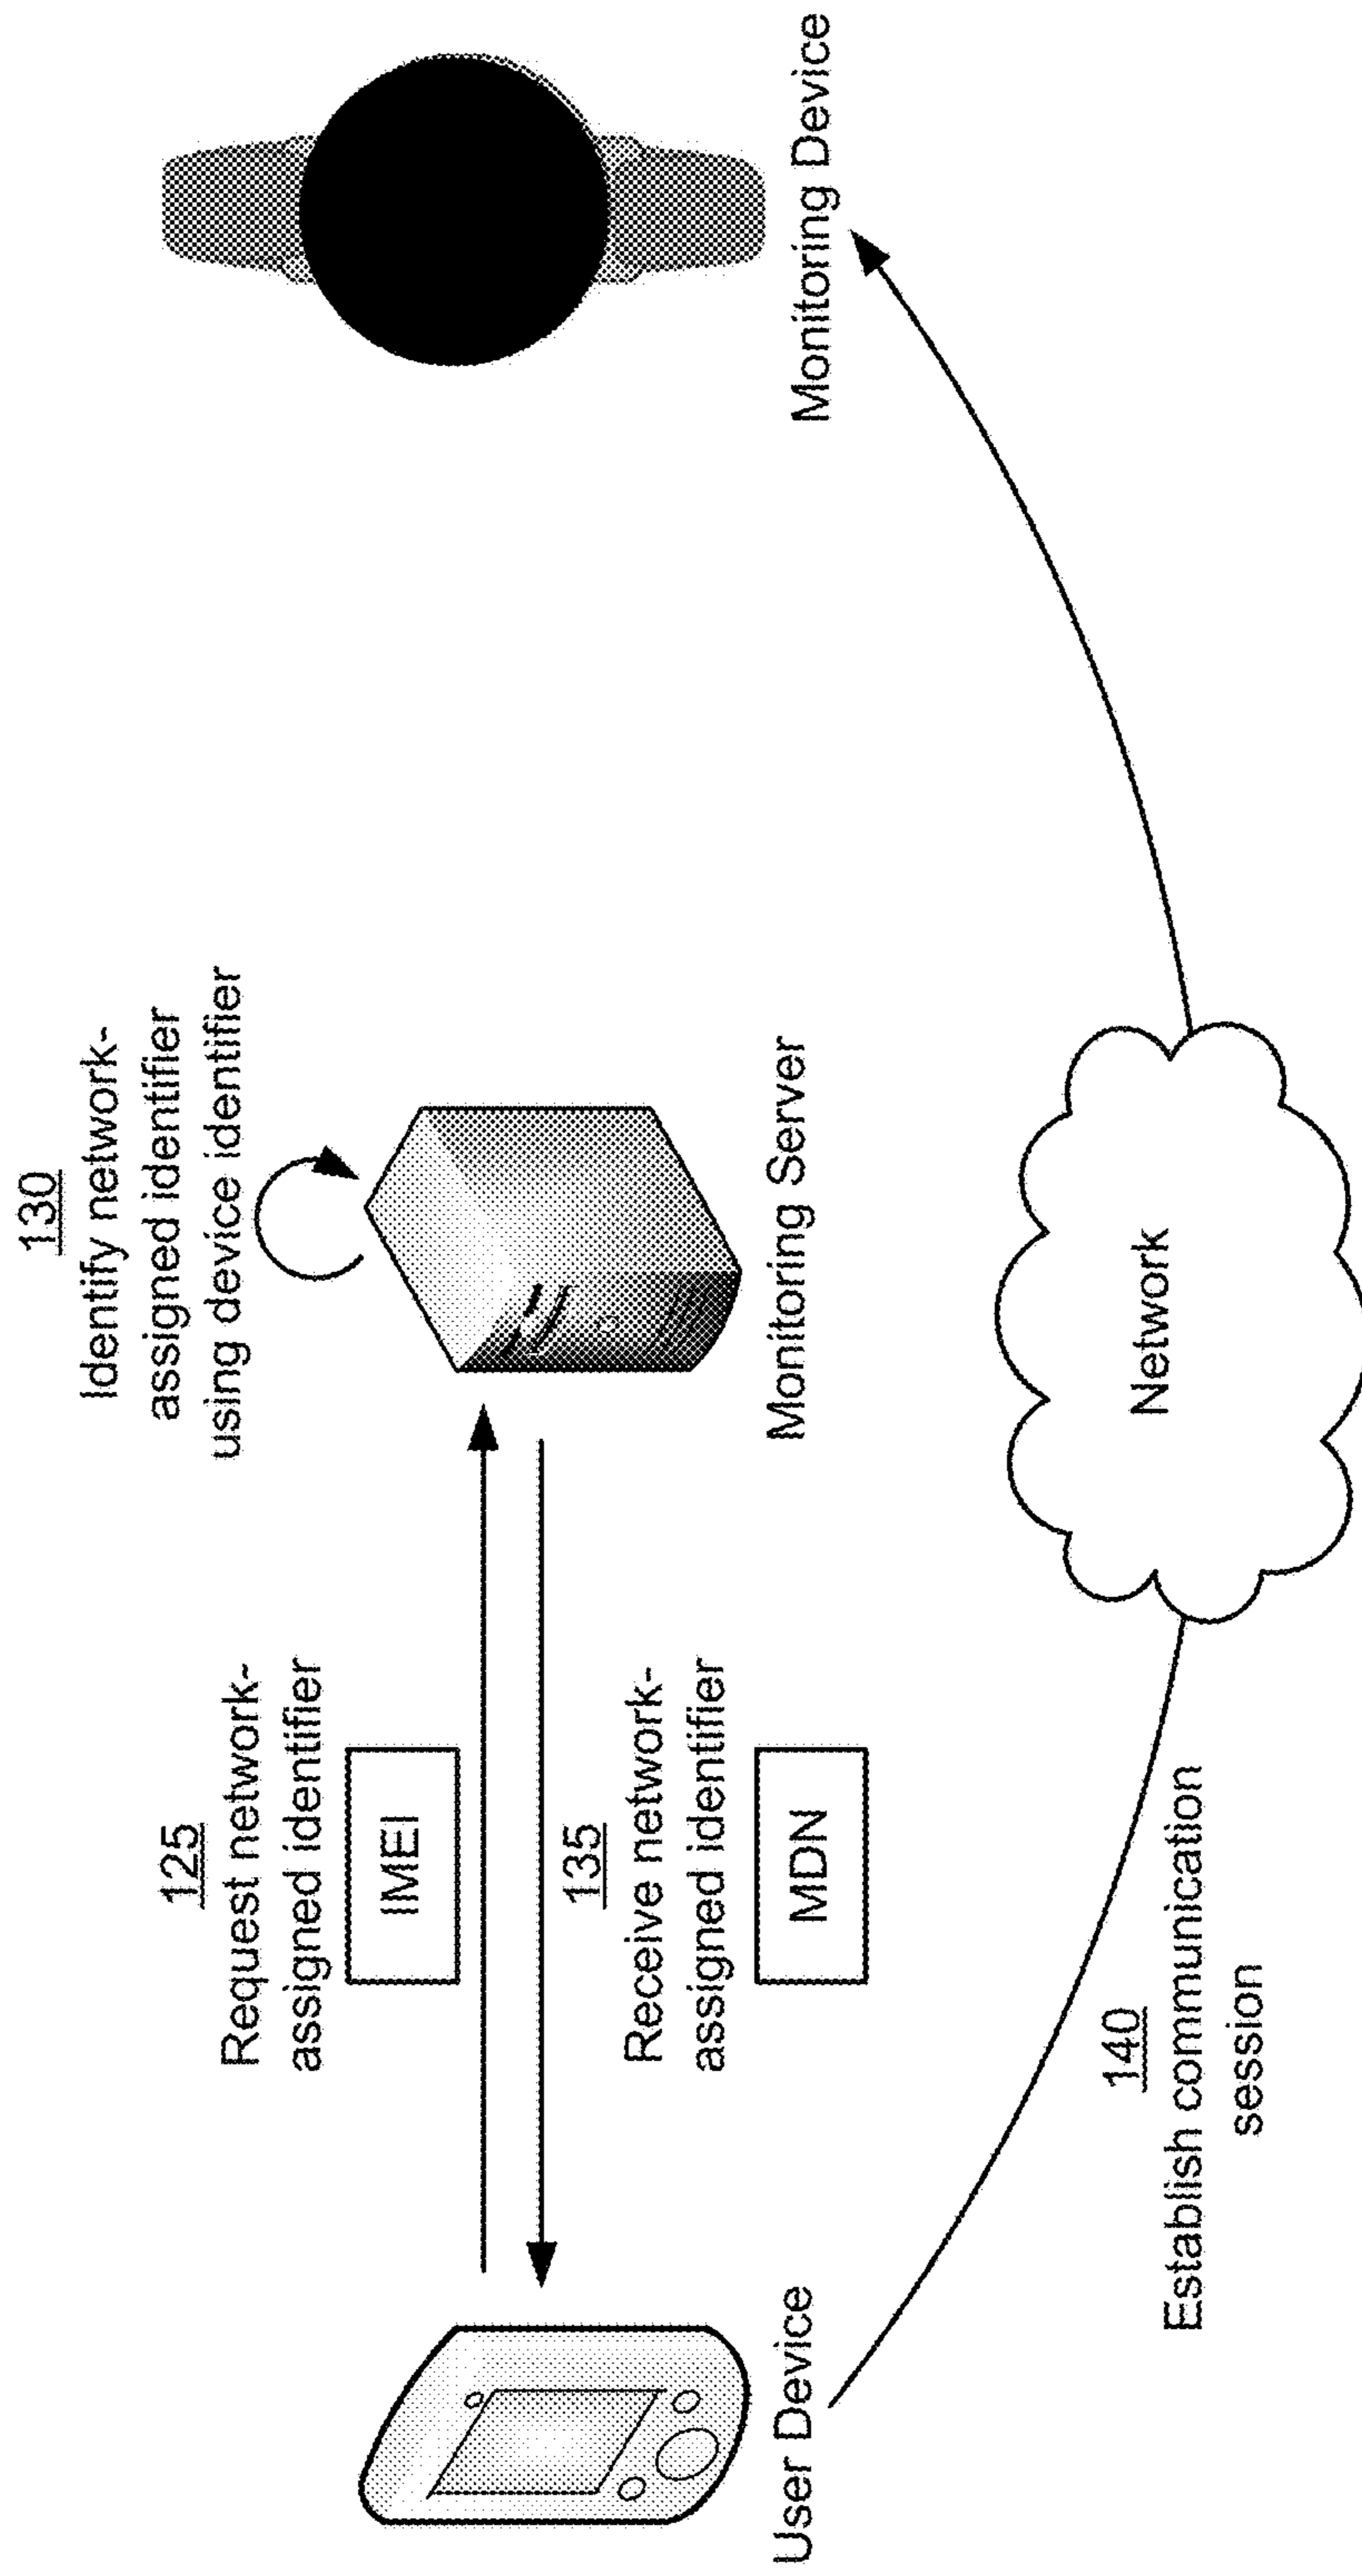 130
Identify network-
assigned identifier
using device identifier
125
Request network-
assigned identifier
IMEI
135
Receive network-
assigned identifier
MDN
User Device
Monitoring Server
Monitoring Device
140
Establish communication
session
Network